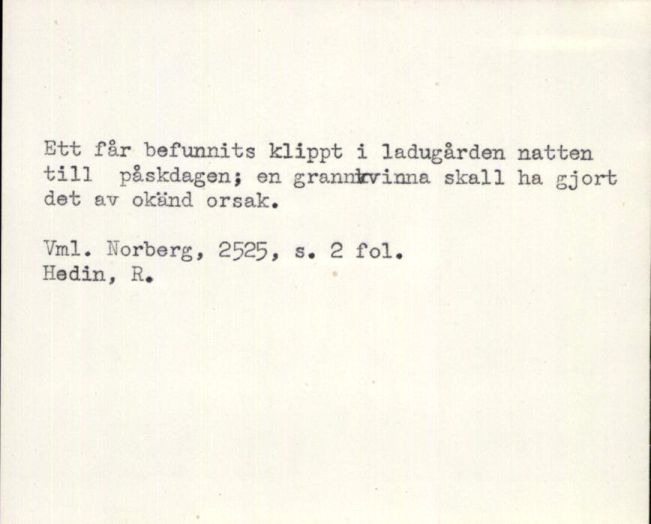 Ett får befunnits klippt i ladugården natten
till påskdagen; en grannkvinna skall ha gjort
det av okänd orsak.
Vml. Norberg, 2525, s. 2 fol.
Hedin, R.